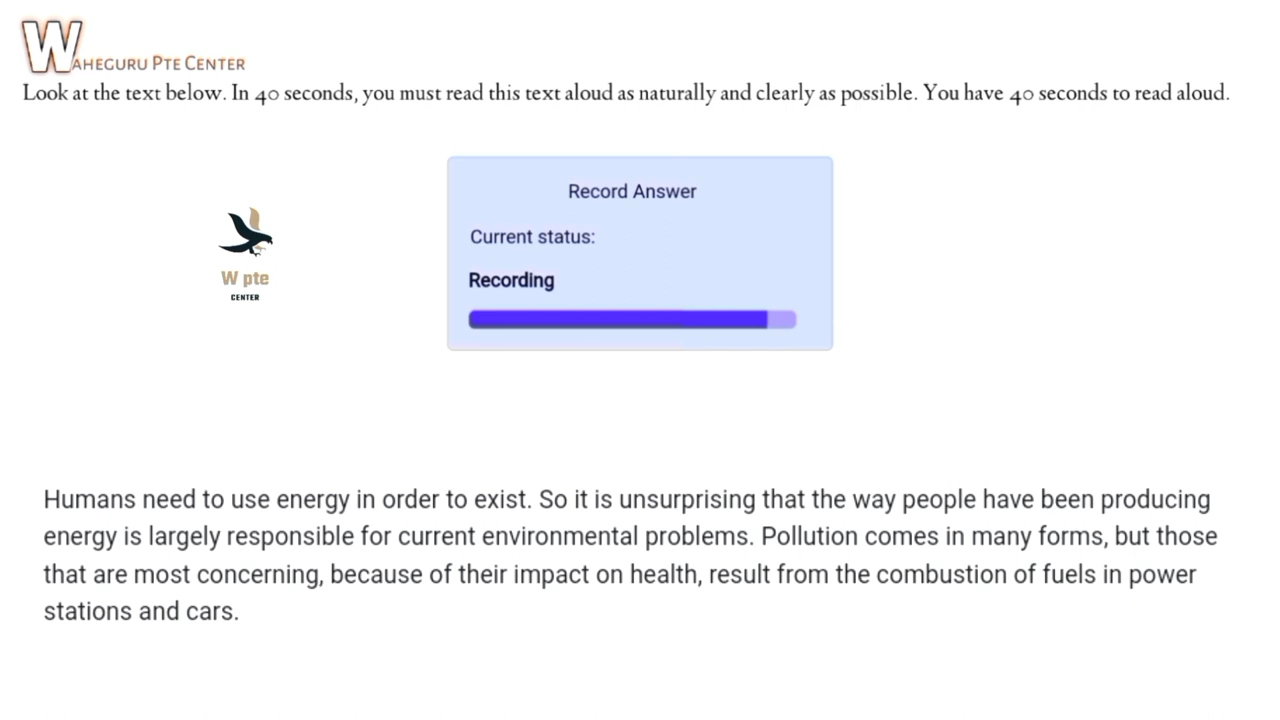 WAHEGURU PTE CENTER
Look at the text below. In 40 seconds, you must read this text aloud as naturally and clearly as possible. You have 40 seconds to read aloud.
Record Answer
Current status:
Recording
W pte
CENTER
Humans need to use energy in order to exist. So it is unsurprising that the way people have been producing
energy is largely responsible for current environmental problems. Pollution comes in many forms, but those
that are most concerning, because of their impact on health, result from the combustion of fuels in power
stations and cars.